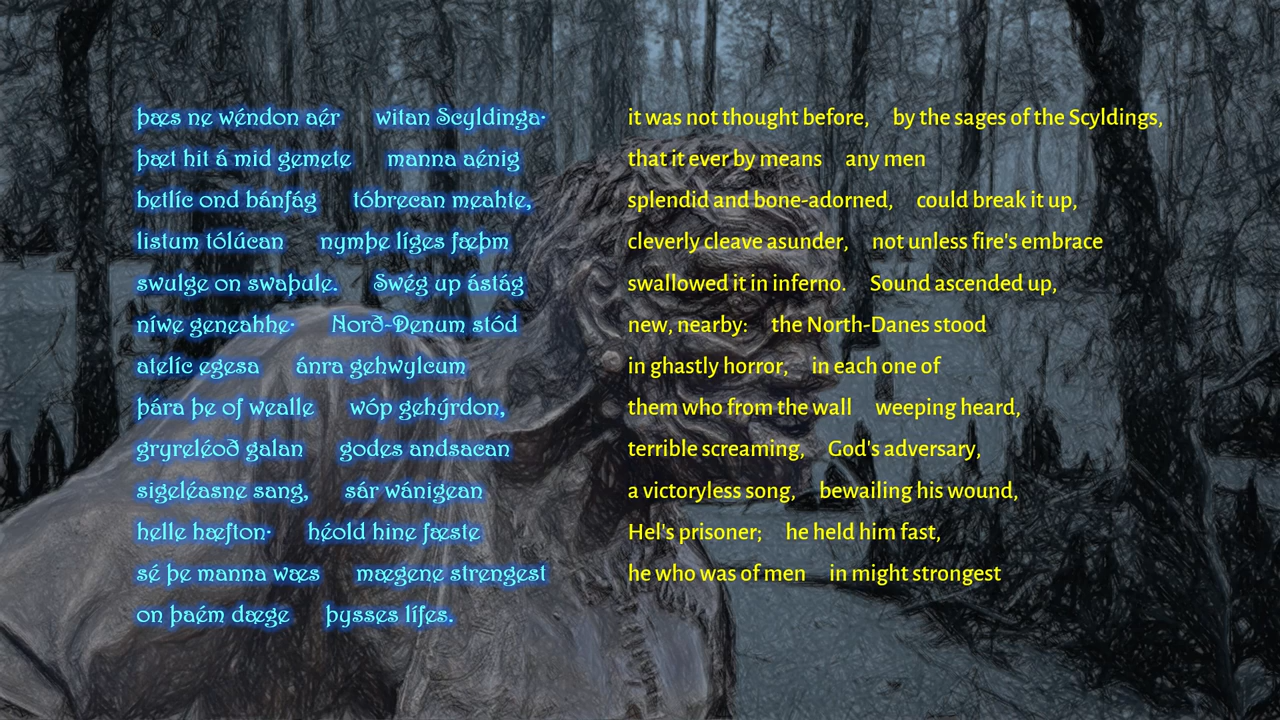 þæs ne wéndon aér witan Scyldinga·
þæt hit á mid gemete manna aénig
betlíc ond bánfág tóbrecan meahte,
listum tólúcan nymþe líges fæþm
swulge on swaþule. Swég up ástág
níwe geneahhe· Norð-Denum stód
atelíc egesa ánra gehwylcum
þára þe of wealle wóp gehýrdon,
gryreléoð galan godes andsacan
sigeléasne sang, sár wánigean
helle hæfton· héold hine fæste
sé þe manna wæs mægene strengest
on þaém dæge þysses lífes.
it was not thought before, by the sages of the Scyldings,
that it ever by means any men
splendid and bone-adorned, could break it up,
cleverly cleave asunder, not unless fire's embrace
swallowed it in inferno. Sound ascended up,
new, nearby: the North-Danes stood
in ghastly horror, in each one of
them who from the wall weeping heard,
terrible screaming, God's adversary,
a victoryless song, bewailing his wound,
Hel's prisoner; he held him fast,
he who was of men in might strongest